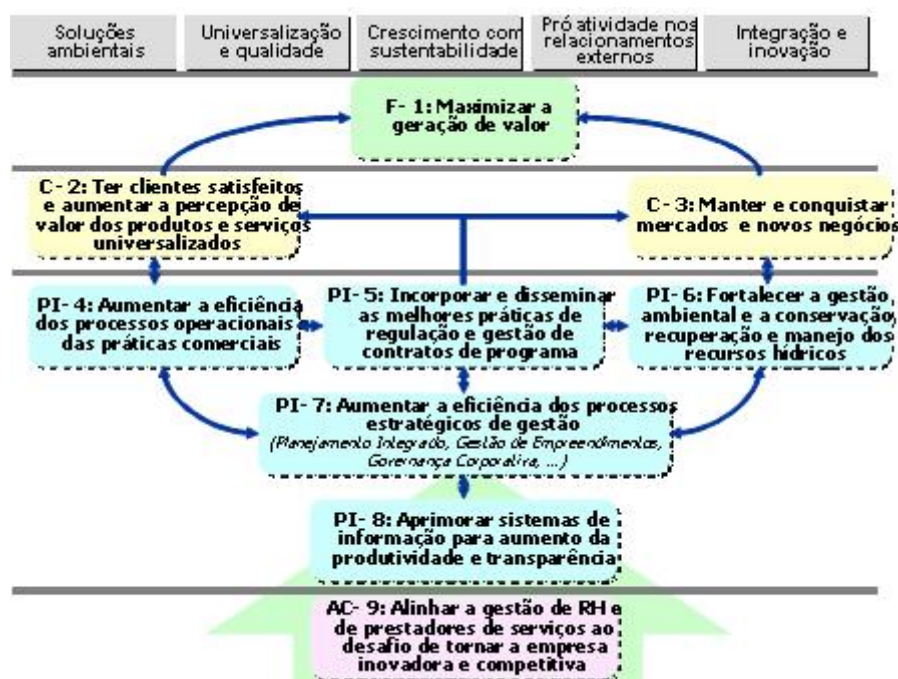 Soluções
ambientais
Universalização
e qualidade
Crescimento com
sustentabilidade
Pró atividade nos
relacionamentos
externos
Integração e
inovação
F- 1: Maximizar a
geração de valor
C- 2: Ter clientes satisfeitos
e aumentar a percepção de
valor dos produtos e serviços
universalizados
C- 3: Manter e conquistar
mercados e novos negócios
PI- 4: Aumentar a eficiência
dos processos operacionais e
das práticas comerciais
PI- 5: Incorporar e disseminar
as melhores práticas de
regulação e gestão de
contratos de programa
PI- 6: Fortalecer a gestão
ambiental e a conservação,
recuperação e manejo dos
recursos hídricos
PI- 7: Aumentar a eficiência dos processos
estratégicos de gestão
(Planejamento Integrado, Gestão de Empreendimentos,
Governança Corporativa, ...)
PI- 8: Aprimorar sistemas de
informação para aumento da
produtividade e transparência
AC- 9: Alinhar a gestão de RH e
de prestadores de serviços ao
desafio de tornar a empresa
inovadora e competitiva